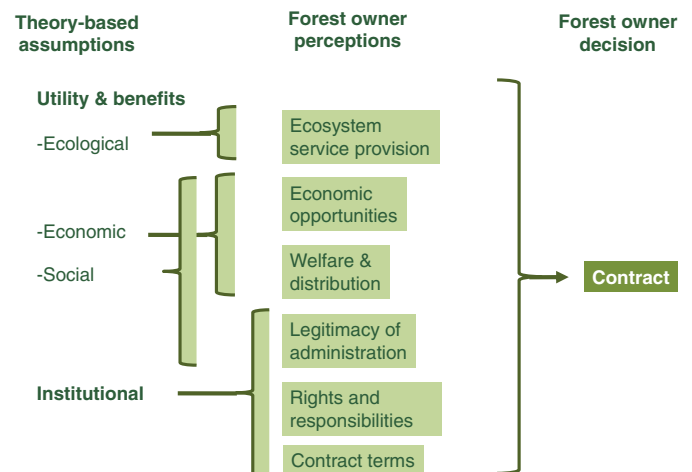 Theory-based
assumptions
Forest owner
perceptions
Forest owner
decision
Utility & benefits
-Ecological
Ecosystem
service provision
Economic
opportunities
-Economic
-Social
Welfare &
distribution
Contract
Legitimacy of
administration
Institutional
Rights and
responsibilities
Contract terms